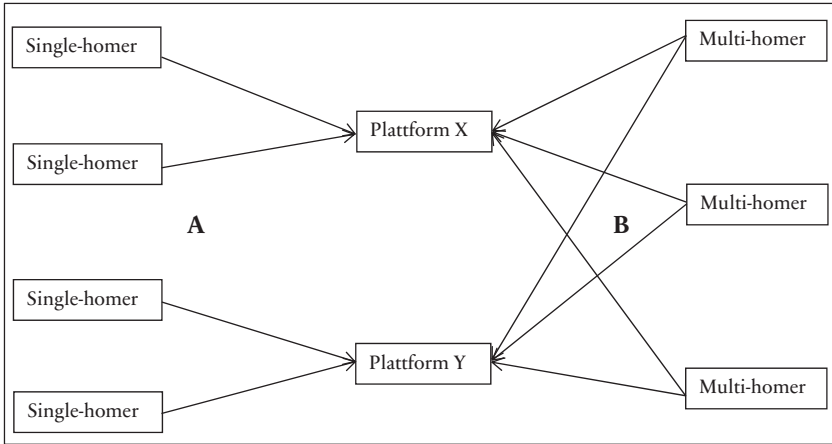 Single-homer
Multi-homer
Plattform X
Single-homer
Multi-homer
A
B
Single-homer
Plattform Y
Multi-homer
Single-homer